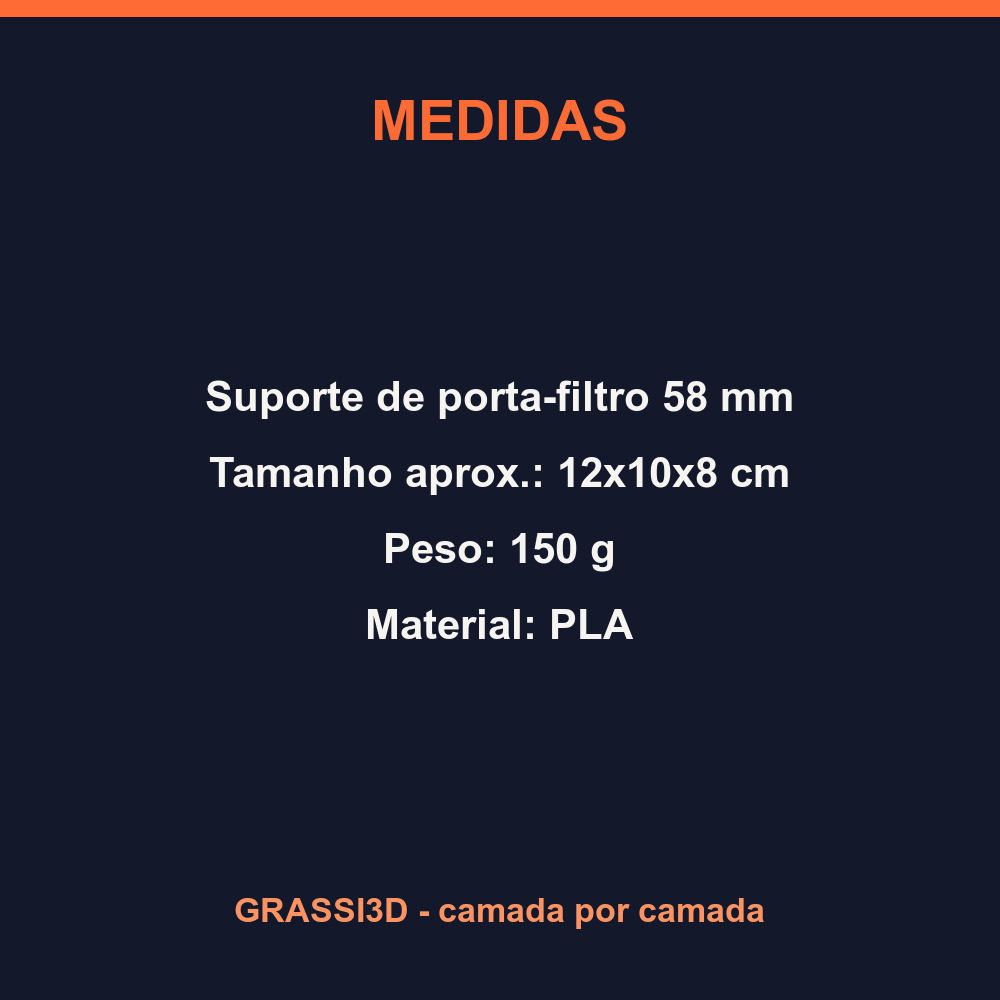 MEDIDAS
Suporte de porta-filtro 58 mm
Tamanho aprox.: 12x10x8 cm
Peso: 150 g
Material: PLA
GRASSI3D - camada por camada